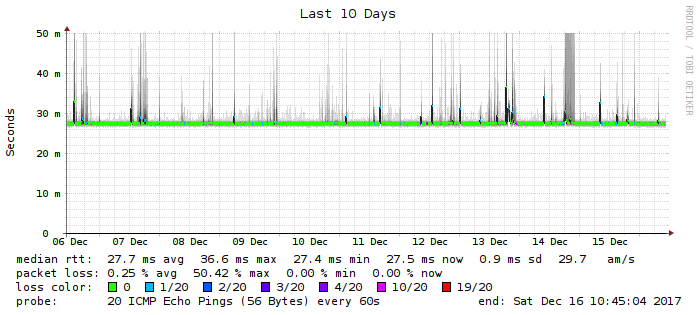 Last 10 Days
RRDTOOL / TOBI OETIKER
Seconds
50 m
40 m
30 m
20 m
10 m
0
06 Dec 07 Dec 08 Dec 09 Dec 10 Dec 11 Dec 12 Dec 13 Dec 14 Dec 15 Dec
median rtt: 27.7 ms avg 36.6 ms max 27.4 ms min 27.5 ms now 0.9 ms sd 29.7 am/s
packet loss: 0.25 % avg 50.42 % max 0.00 % min 0.00 % now
loss color: 0 1/20 2/20 3/20 4/20 10/20 19/20
probe: 20 ICMP Echo Pings (56 Bytes) every 60s end: Sat Dec 16 10:45:04 2017